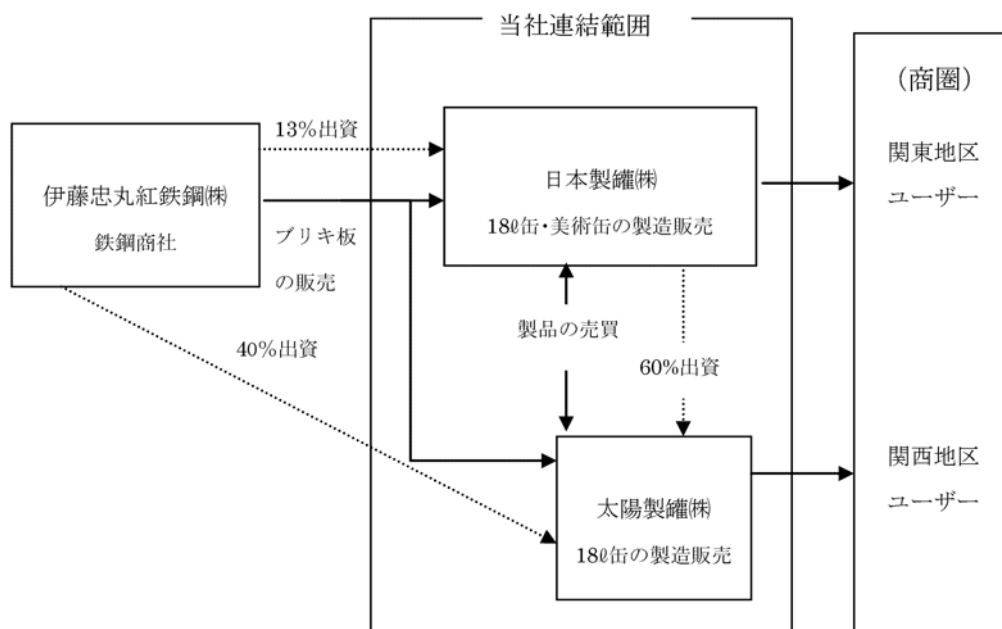 当社連結範囲
(商圏)
13%出資
伊藤忠丸紅鉄鋼㈱
鉄鋼商社
ブリキ板
の販売
日本製罐㈱
18ℓ缶・美術缶の製造販売
関東地区
ユーザー
製品の売買
40%出資
60%出資
太陽製罐㈱
18ℓ缶の製造販売
関西地区
ユーザー